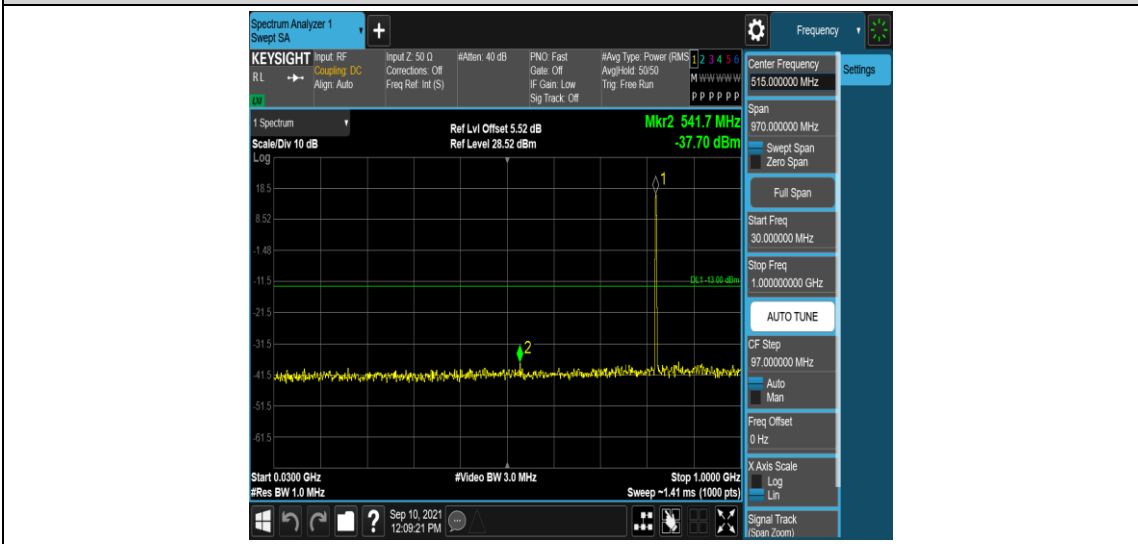 Spectrum Analyzer 1
Swept SA
+
Frequency
KEYSIGHT
RL
LXI
Input: RF
Coupling: DC
Align: Auto
Input Z: 50 Ω
Corrections: Off
Freq Ref: Int (S)
#Atten: 40 dB
PNO: Fast
Gate: Off
IF Gain: Low
Sig Track: Off
#Avg Type: Power (RMS
Avg|Hold: 50/50
Trig: Free Run
1 2 3 4 5 6
M W W W W W
P P P P P P
1 Spectrum
Scale/Div 10 dB
Log
Ref Lvl Offset 5.52 dB
Ref Level 28.52 dBm
Mkr2 541.7 MHz
-37.70 dBm
18.5
8.52
-1.48
-11.5
-21.5
-31.5
-41.5
-51.5
-61.5
1
DL1 -13.00 dBm
2
Start 0.0300 GHz
#Res BW 1.0 MHz
#Video BW 3.0 MHz
Stop 1.0000 GHz
Sweep ~1.41 ms (1000 pts)
?
Sep 10, 2021
12:09:21 PM
Center Frequency
515.000000 MHz
Settings
Span
970.000000 MHz
Swept Span
Zero Span
Full Span
Start Freq
30.000000 MHz
Stop Freq
1.000000000 GHz
AUTO TUNE
CF Step
97.000000 MHz
Auto
Man
Freq Offset
0 Hz
X Axis Scale
Log
Lin
Signal Track
(Span Zoom)